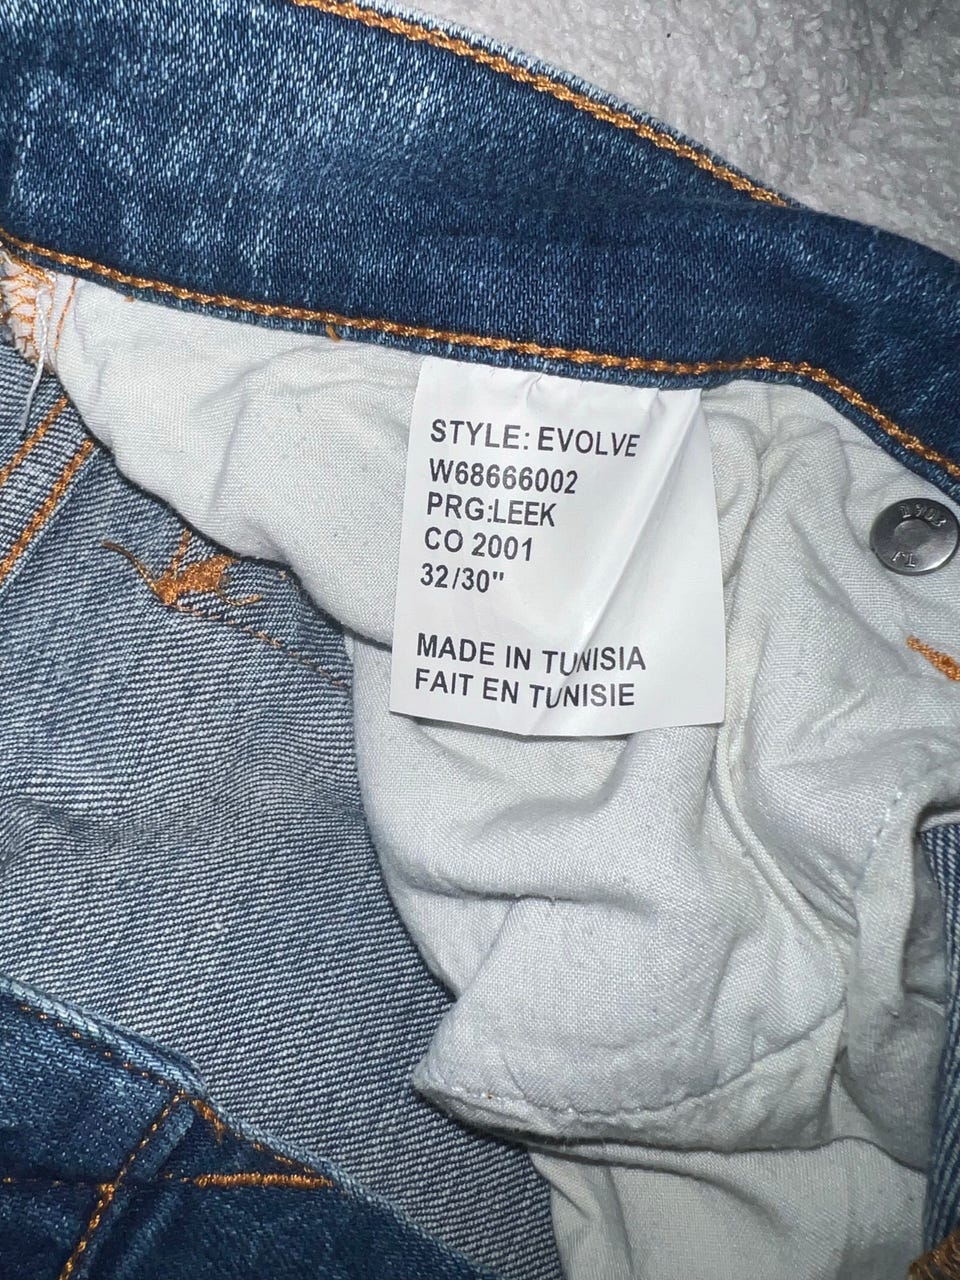 STYLE: EVOLVE
W68666002
PRG:LEEK
CO 2001
32/30"
MADE IN TUNISIA
FAIT EN TUNISIE